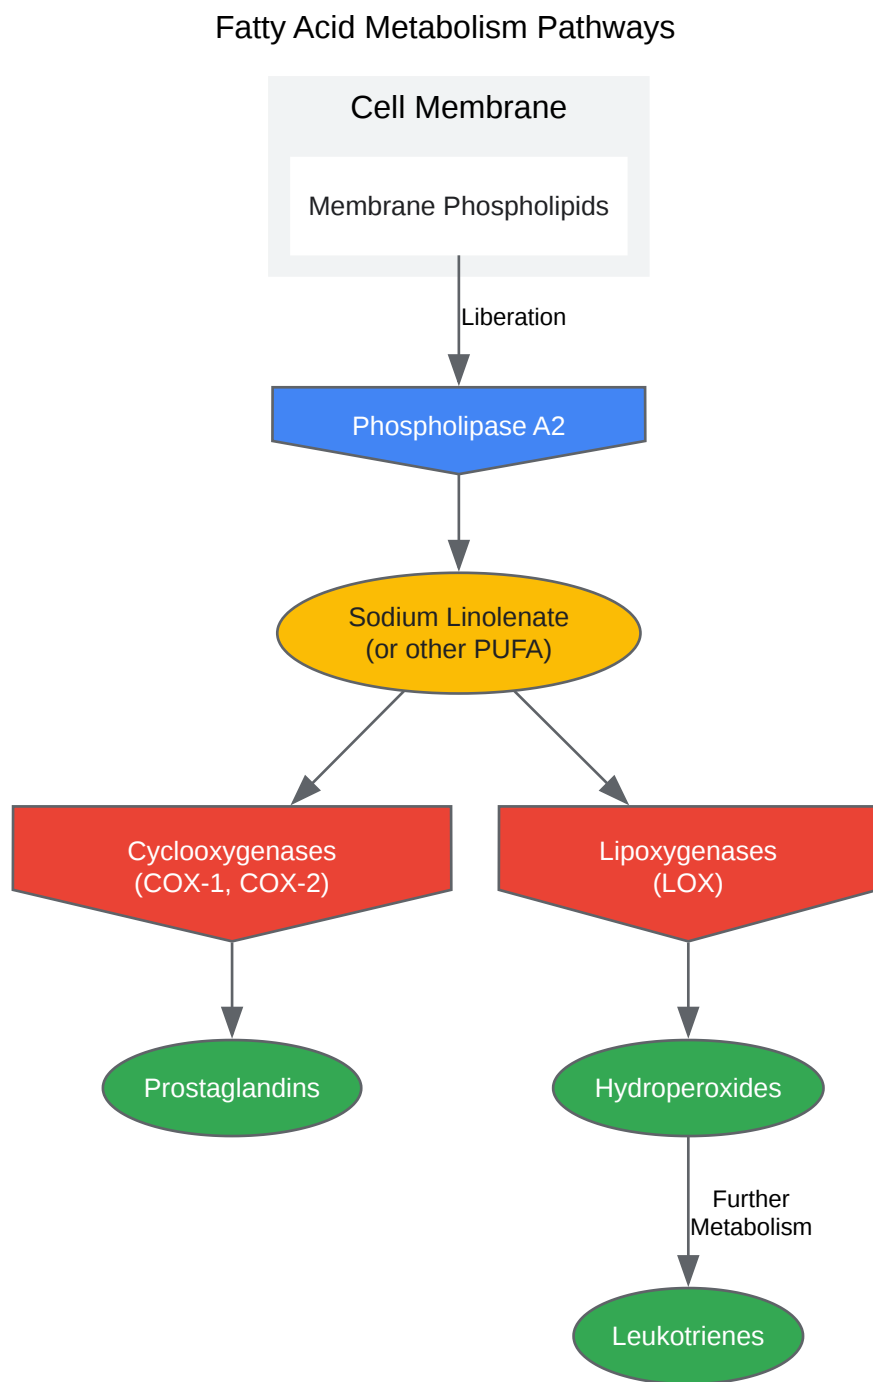 Fatty Acid Metabolism Pathways
Cell Membrane
Membrane Phospholipids
Liberation
Phospholipase A2
Sodium Linolenate
(or other PUFA)
Cyclooxygenases
(COX-1, COX-2)
Lipoxygenases
(LOX)
Prostaglandins
Hydroperoxides
Further
Metabolism
Leukotrienes